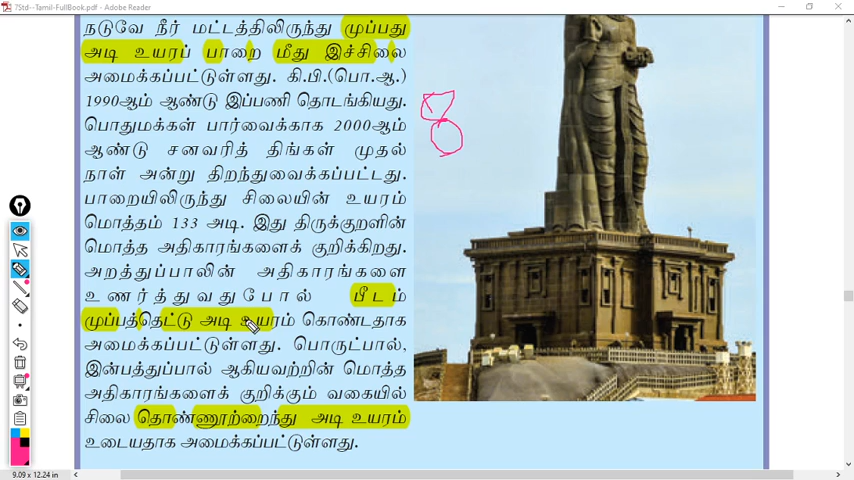 7Std--Tamil-FullBook.pdf - Adobe Reader
நடுவே நீர் மட்டத்திலிருந்து முப்பது
அடி உயரப் பாறை மீது இச்சிலை
அமைக்கப்பட்டுள்ளது. கி.பி.(பொ.ஆ.)
1990ஆம் ஆண்டு இப்பணி தொடங்கியது.
பொதுமக்கள் பார்வைக்காக 2000ஆம்
ஆண்டு சனவரித் திங்கள் முதல்
நாள் அன்று திறந்துவைக்கப்பட்டது.
பாறையிலிருந்து சிலையின் உயரம்
மொத்தம் 133 அடி. இது திருக்குறளின்
மொத்த அதிகாரங்களைக் குறிக்கிறது.
அறத்துப்பாலின் அதிகாரங்களை
உணர்த்துவதுபோல் பீடம்
முப்பத்தெட்டு அடி உயரம் கொண்டதாக
அமைக்கப்பட்டுள்ளது. பொருட்பால்,
இன்பத்துப்பால் ஆகியவற்றின் மொத்த
அதிகாரங்களைக் குறிக்கும் வகையில்
சிலை தொண்ணூற்றைந்து அடி உயரம்
உடையதாக அமைக்கப்பட்டுள்ளது.
8
9.09 x 12.24 in